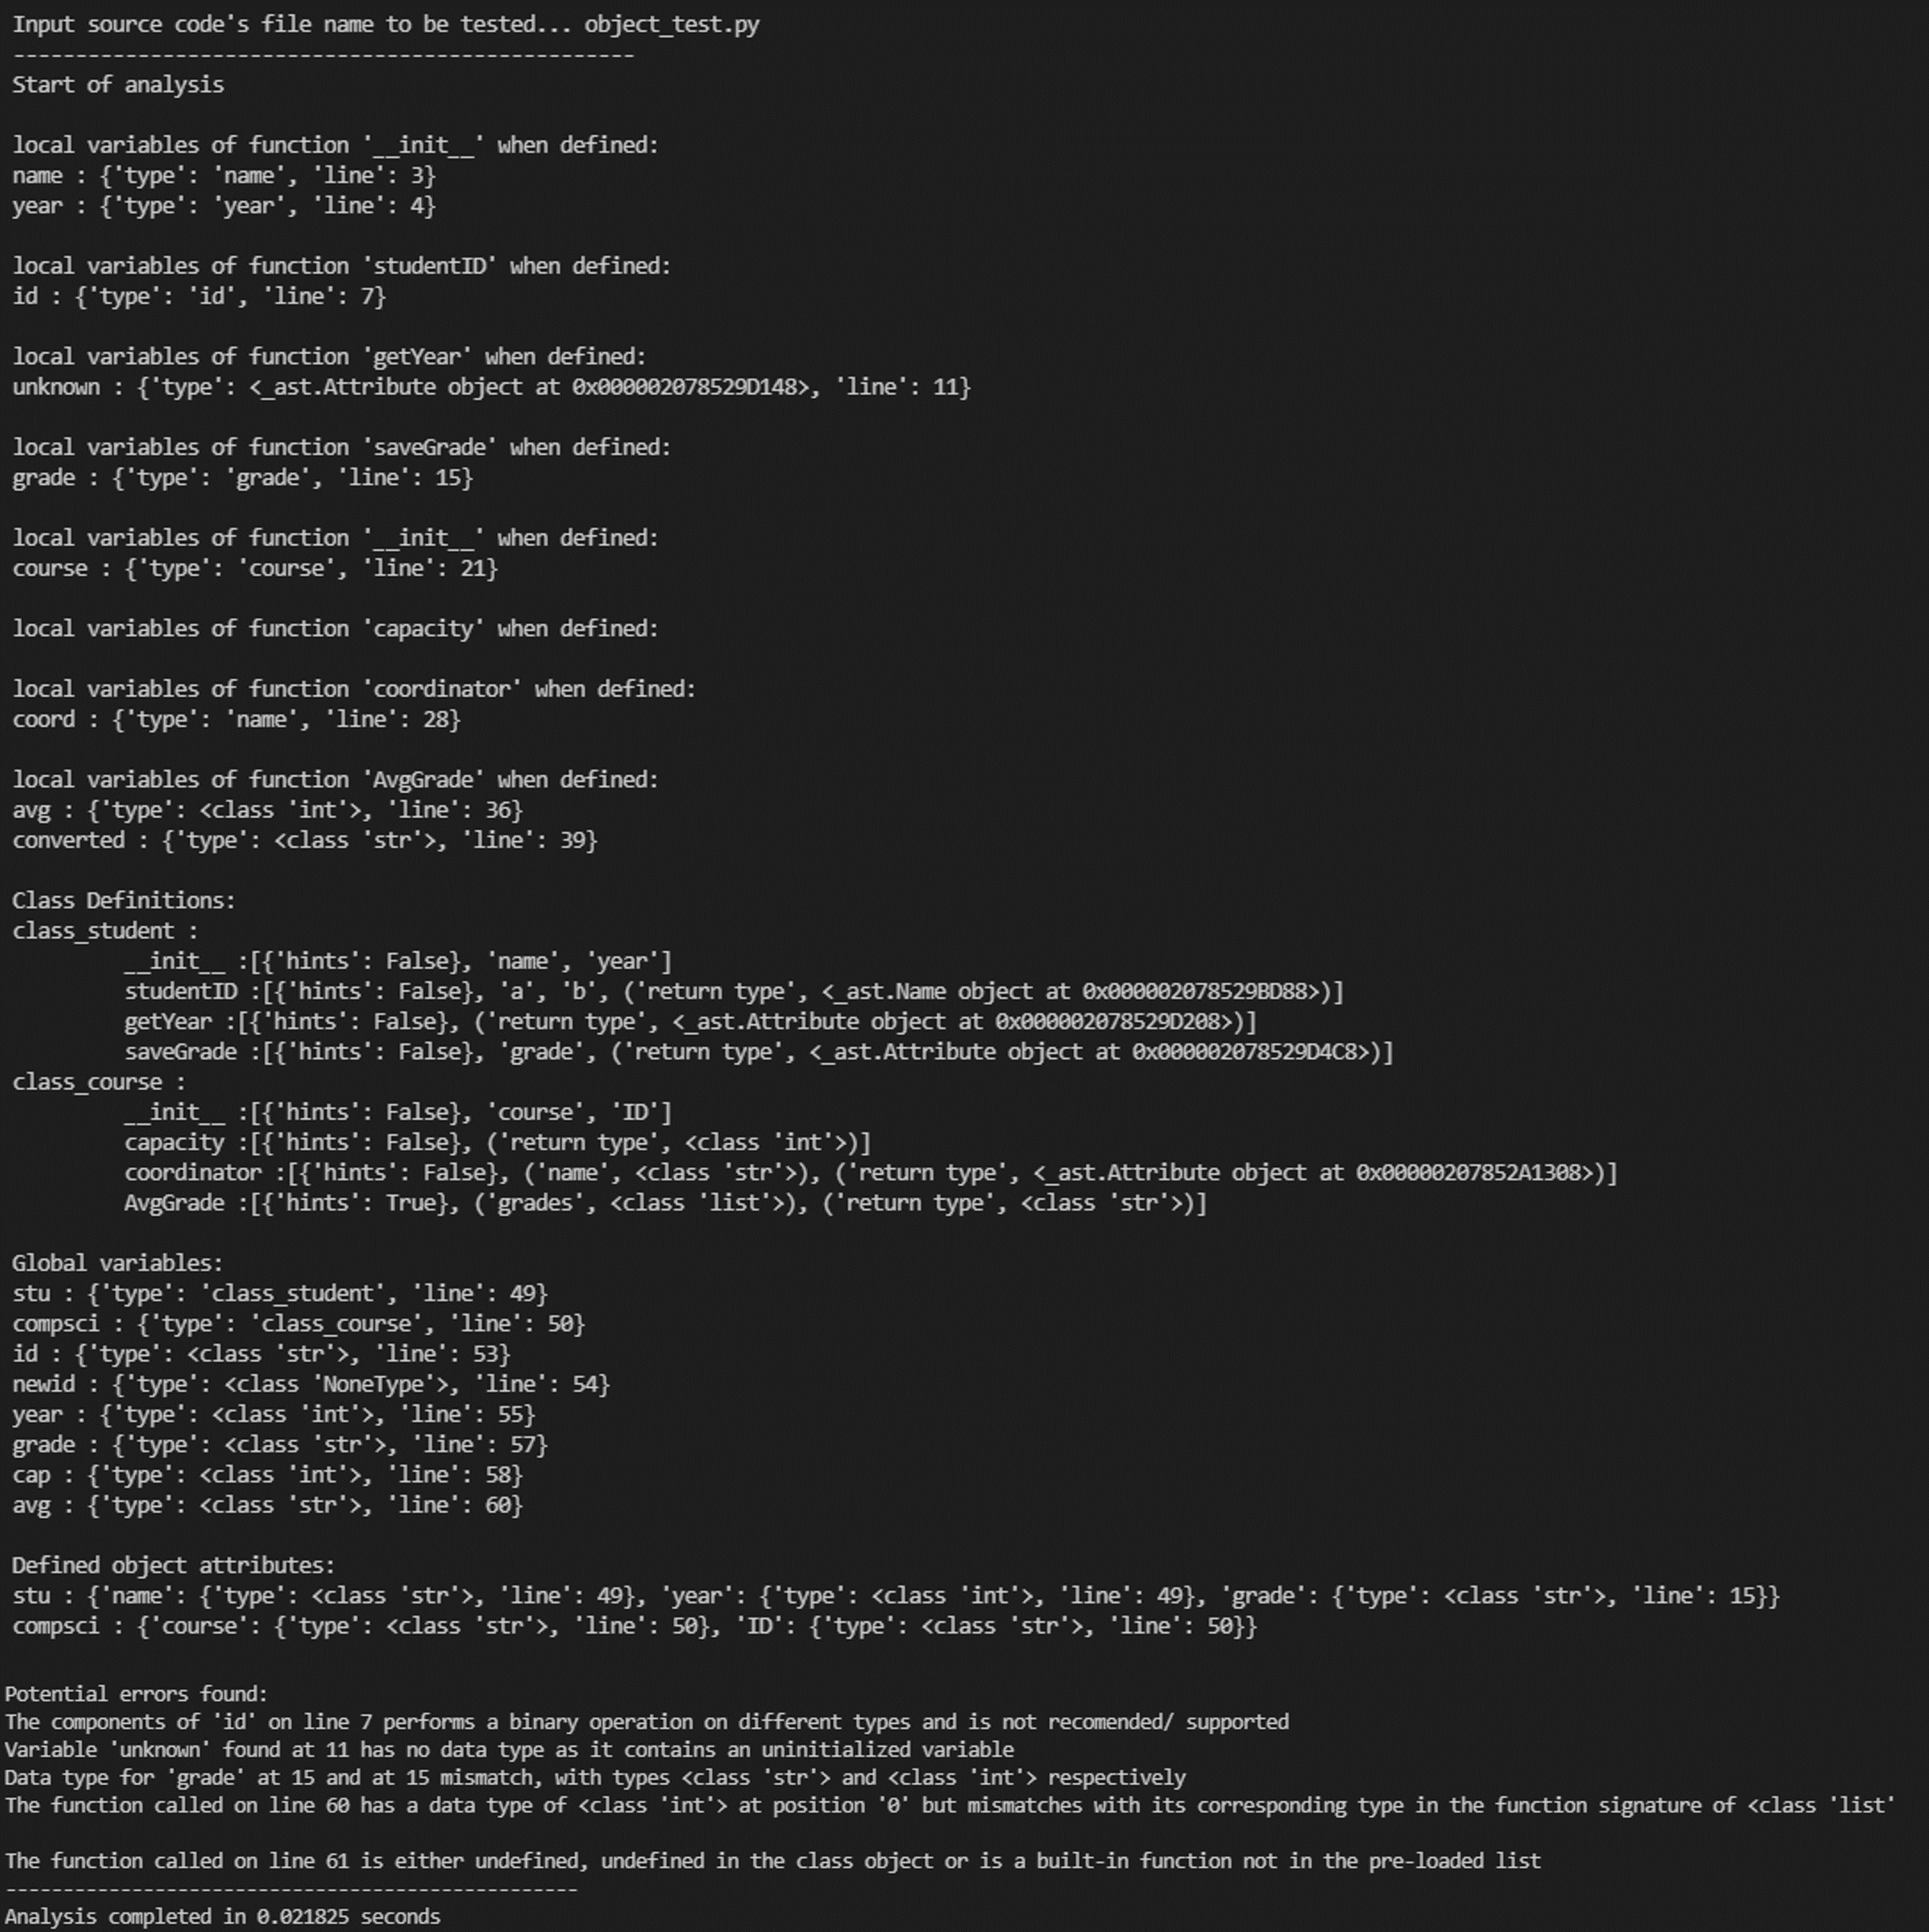 Input source code's file name to be tested... object_test.py
--------------------------------------------------
Start of analysis
local variables of function '__init__' when defined:
name : {'type': 'name', 'line': 3}
year : {'type': 'year', 'line': 4}
local variables of function 'studentID' when defined:
id : {'type': 'id', 'line': 7}
local variables of function 'getYear' when defined:
unknown : {'type': <_ast.Attribute object at 0x000002078529D148>, 'line': 11}
local variables of function 'saveGrade' when defined:
grade : {'type': 'grade', 'line': 15}
local variables of function '__init__' when defined:
course : {'type': 'course', 'line': 21}
local variables of function 'capacity' when defined:
local variables of function 'coordinator' when defined:
coord : {'type': 'name', 'line': 28}
local variables of function 'AvgGrade' when defined:
avg : {'type': <class 'int'>, 'line': 36}
converted : {'type': <class 'str'>, 'line': 39}
Class Definitions:
class_student :
__init__ :[{'hints': False}, 'name', 'year']
studentID :[{'hints': False}, 'a', 'b', ('return type', <_ast.Name object at 0x000002078529BD88>)]
getYear :[{'hints': False}, ('return type', <_ast.Attribute object at 0x000002078529D208>)]
saveGrade :[{'hints': False}, 'grade', ('return type', <_ast.Attribute object at 0x000002078529D4C8>)]
class_course :
__init__ :[{'hints': False}, 'course', 'ID']
capacity :[{'hints': False}, ('return type', <class 'int'>)]
coordinator :[{'hints': False}, ('name', <class 'str'>), ('return type', <_ast.Attribute object at 0x00000207852A1308>)]
AvgGrade :[{'hints': True}, ('grades', <class 'list'>), ('return type', <class 'str'>)]
Global variables:
stu : {'type': 'class_student', 'line': 49}
compsci : {'type': 'class_course', 'line': 50}
id : {'type': <class 'str'>, 'line': 53}
newid : {'type': <class 'NoneType'>, 'line': 54}
year : {'type': <class 'int'>, 'line': 55}
grade : {'type': <class 'str'>, 'line': 57}
cap : {'type': <class 'int'>, 'line': 58}
avg : {'type': <class 'str'>, 'line': 60}
Defined object attributes:
stu : {'name': {'type': <class 'str'>, 'line': 49}, 'year': {'type': <class 'int'>, 'line': 49}, 'grade': {'type': <class 'str'>, 'line': 15}}
compsci : {'course': {'type': <class 'str'>, 'line': 50}, 'ID': {'type': <class 'str'>, 'line': 50}}
Potential errors found:
The components of 'id' on line 7 performs a binary operation on different types and is not recomended/ supported
Variable 'unknown' found at 11 has no data type as it contains an uninitialized variable
Data type for 'grade' at 15 and at 15 mismatch, with types <class 'str'> and <class 'int'> respectively
The function called on line 60 has a data type of <class 'int'> at position '0' but mismatches with its corresponding type in the function signature of <class 'list'
The function called on line 61 is either undefined, undefined in the class object or is a built-in function not in the pre-loaded list
--------------------------------------------------
Analysis completed in 0.021825 seconds